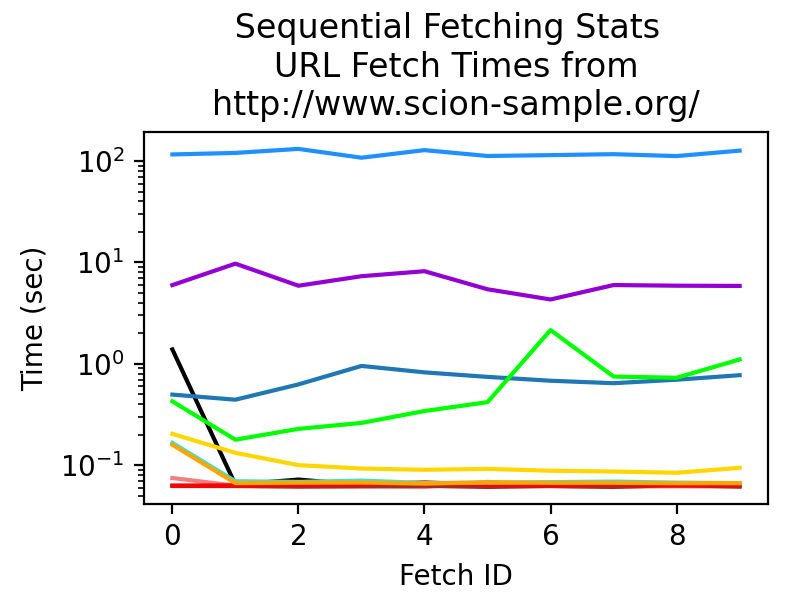 Sequential Fetching Stats
URL Fetch Times from
http://www.scion-sample.org/
10²
10¹
10⁰
10⁻¹
Time (sec)
0 2 4 6 8
Fetch ID